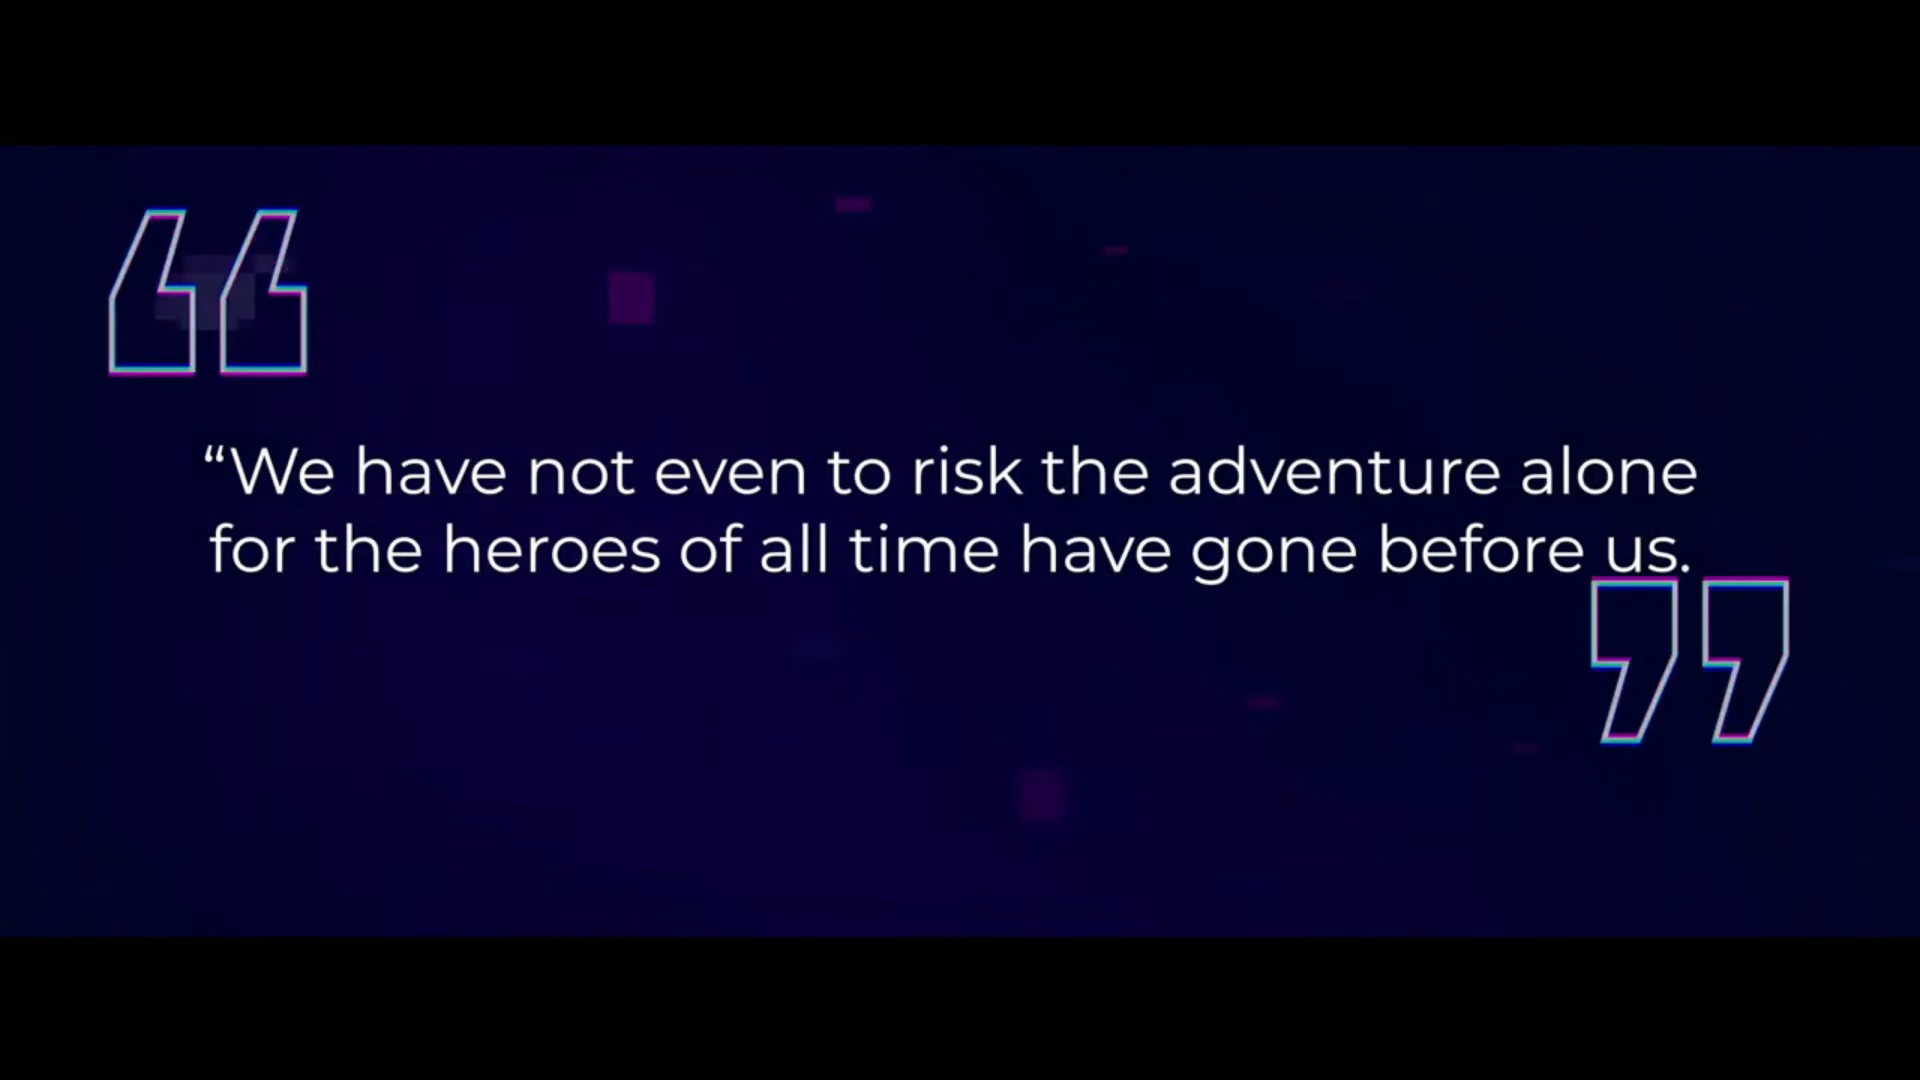 “We have not even to risk the adventure alone
for the heroes of all time have gone before us.